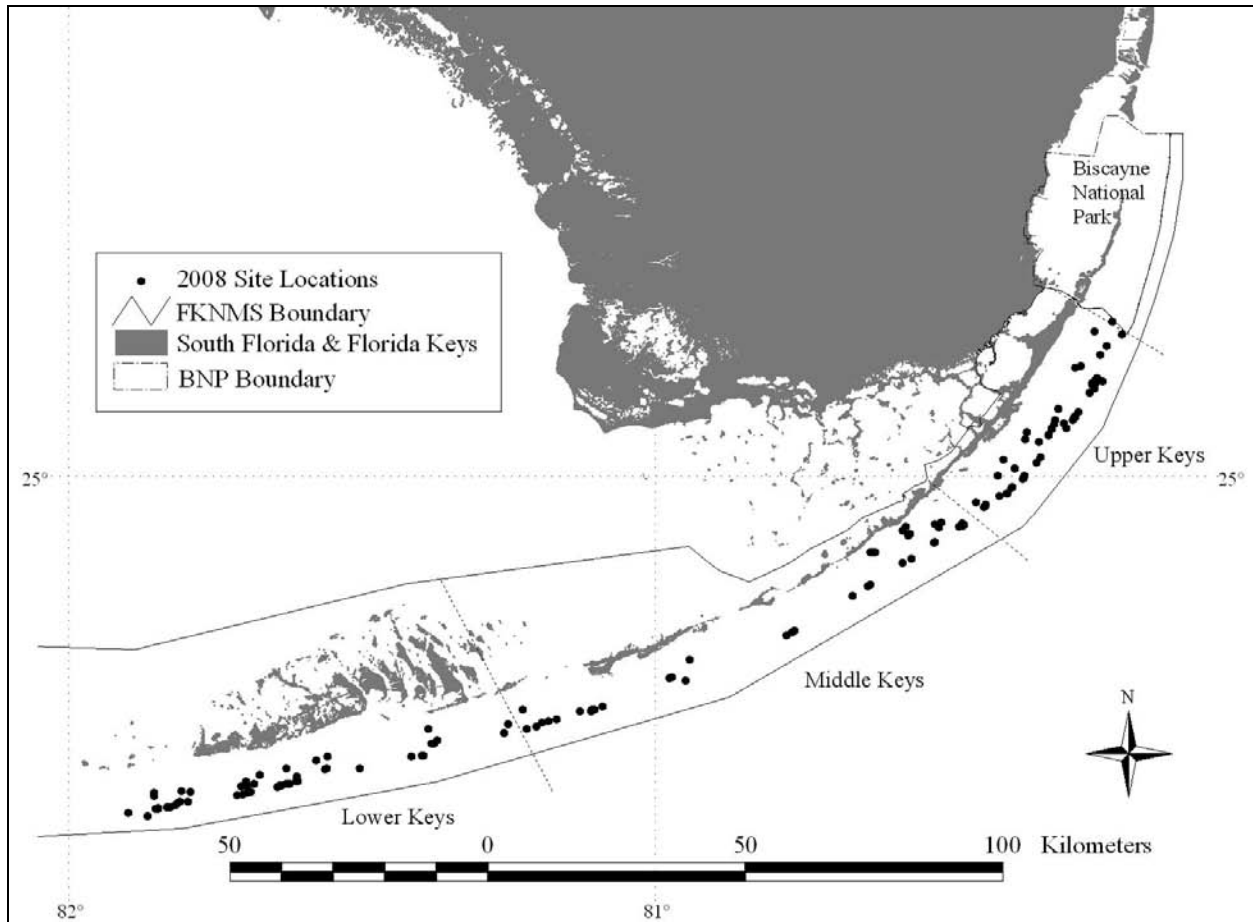 Biscayne
National
Park
2008 Site Locations
FKNMS Boundary
South Florida & Florida Keys
BNP Boundary
Upper Keys
25°
25°
Middle Keys
N
Lower Keys
50 0 50 100 Kilometers
82° 81°